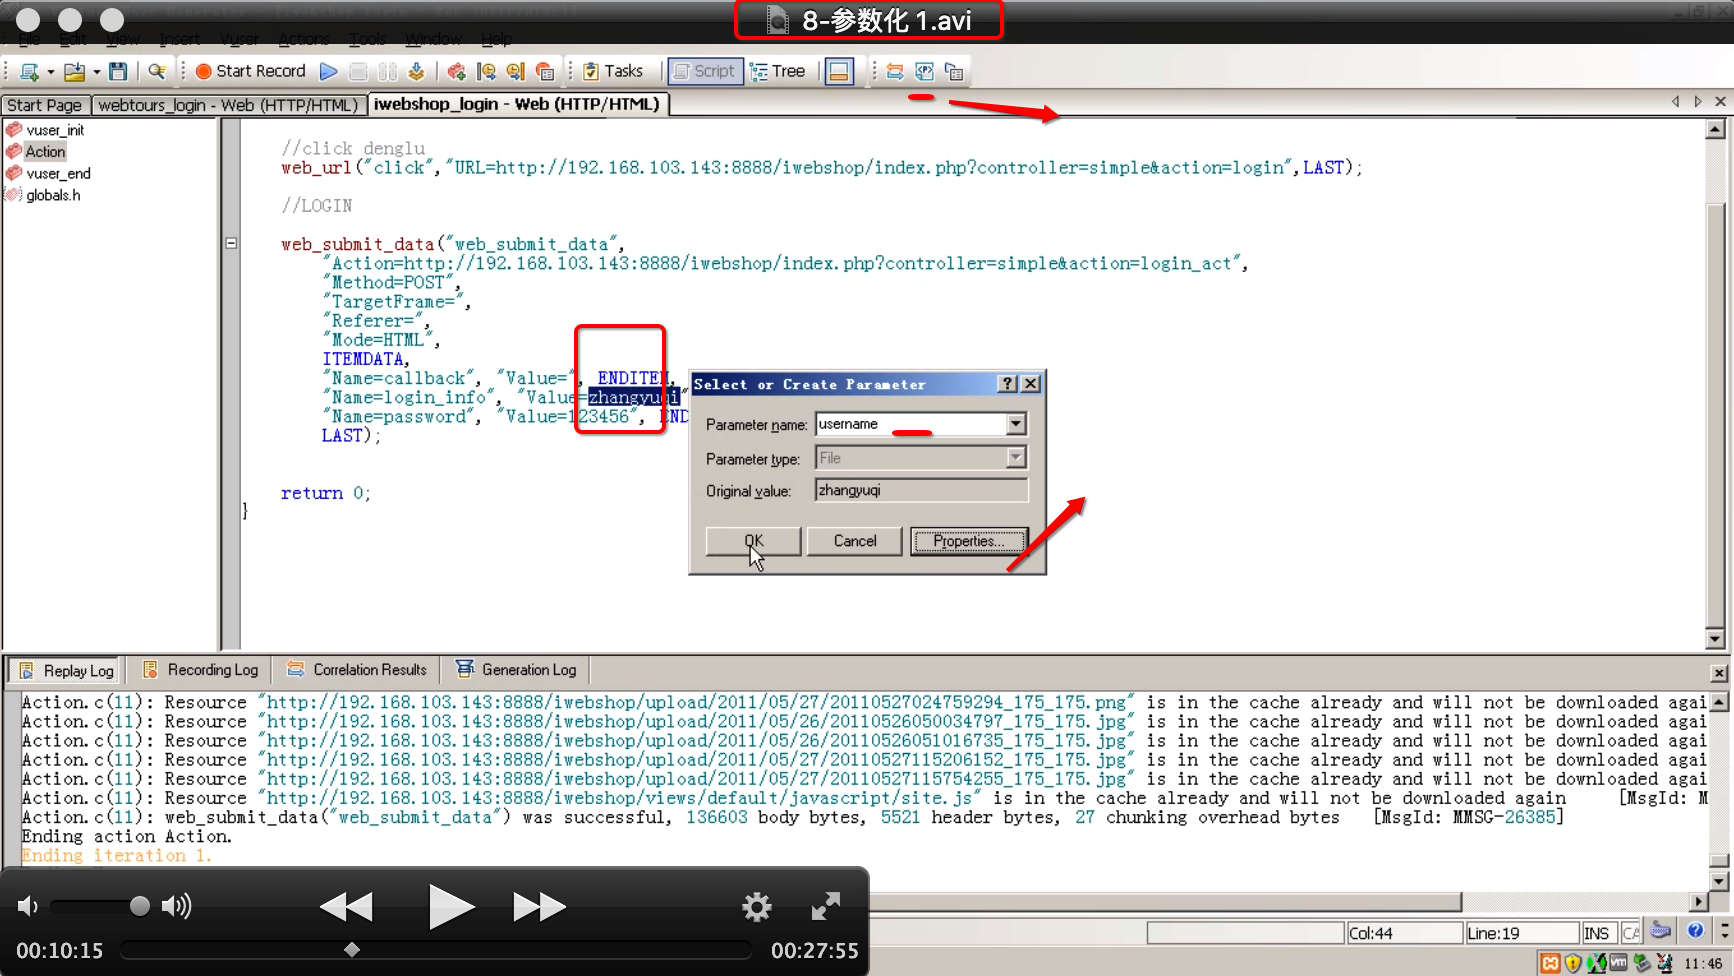 8-参数化 1.avi
File Edit View Insert Vuser Actions Tools Window Help
Start Record Tasks Script Tree
Start Page webtours_login - Web (HTTP/HTML) iwebshop_login - Web (HTTP/HTML)
vuser_init
Action
vuser_end
globals.h
//click denglu
web_url("click","URL=http://192.168.103.143:8888/iwebshop/index.php?controller=simple&action=login",LAST);
//LOGIN
web_submit_data("web_submit_data",
"Action=http://192.168.103.143:8888/iwebshop/index.php?controller=simple&action=login_act",
"Method=POST",
"TargetFrame=",
"Referer=",
"Mode=HTML",
ITEMDATA,
"Name=callback", "Value=", ENDITEM,
"Name=login_info", "Value=zhangyuqi"
"Name=password", "Value=123456", END
LAST);
return 0;
}
Select or Create Parameter
Parameter name: username
Parameter type: File
Original value: zhangyuqi
OK Cancel Properties...
Replay Log Recording Log Correlation Results Generation Log
Action.c(11): Resource "http://192.168.103.143:8888/iwebshop/upload/2011/05/27/20110527024759294_175_175.png" is in the cache already and will not be downloaded agai
Action.c(11): Resource "http://192.168.103.143:8888/iwebshop/upload/2011/05/26/20110526050034797_175_175.jpg" is in the cache already and will not be downloaded agai
Action.c(11): Resource "http://192.168.103.143:8888/iwebshop/upload/2011/05/26/20110526051016735_175_175.jpg" is in the cache already and will not be downloaded agai
Action.c(11): Resource "http://192.168.103.143:8888/iwebshop/upload/2011/05/27/20110527115206152_175_175.jpg" is in the cache already and will not be downloaded agai
Action.c(11): Resource "http://192.168.103.143:8888/iwebshop/upload/2011/05/27/20110527115754255_175_175.jpg" is in the cache already and will not be downloaded agai
Action.c(11): Resource "http://192.168.103.143:8888/iwebshop/views/default/javascript/site.js" is in the cache already and will not be downloaded again [MsgId: M
Action.c(11): web_submit_data("web_submit_data") was successful, 136603 body bytes, 5521 header bytes, 27 chunking overhead bytes [MsgId: MMSG-26385]
Ending action Action.
Ending iteration 1.
00:10:15 00:27:55
Col:44 Line:19 INS CA
11:46